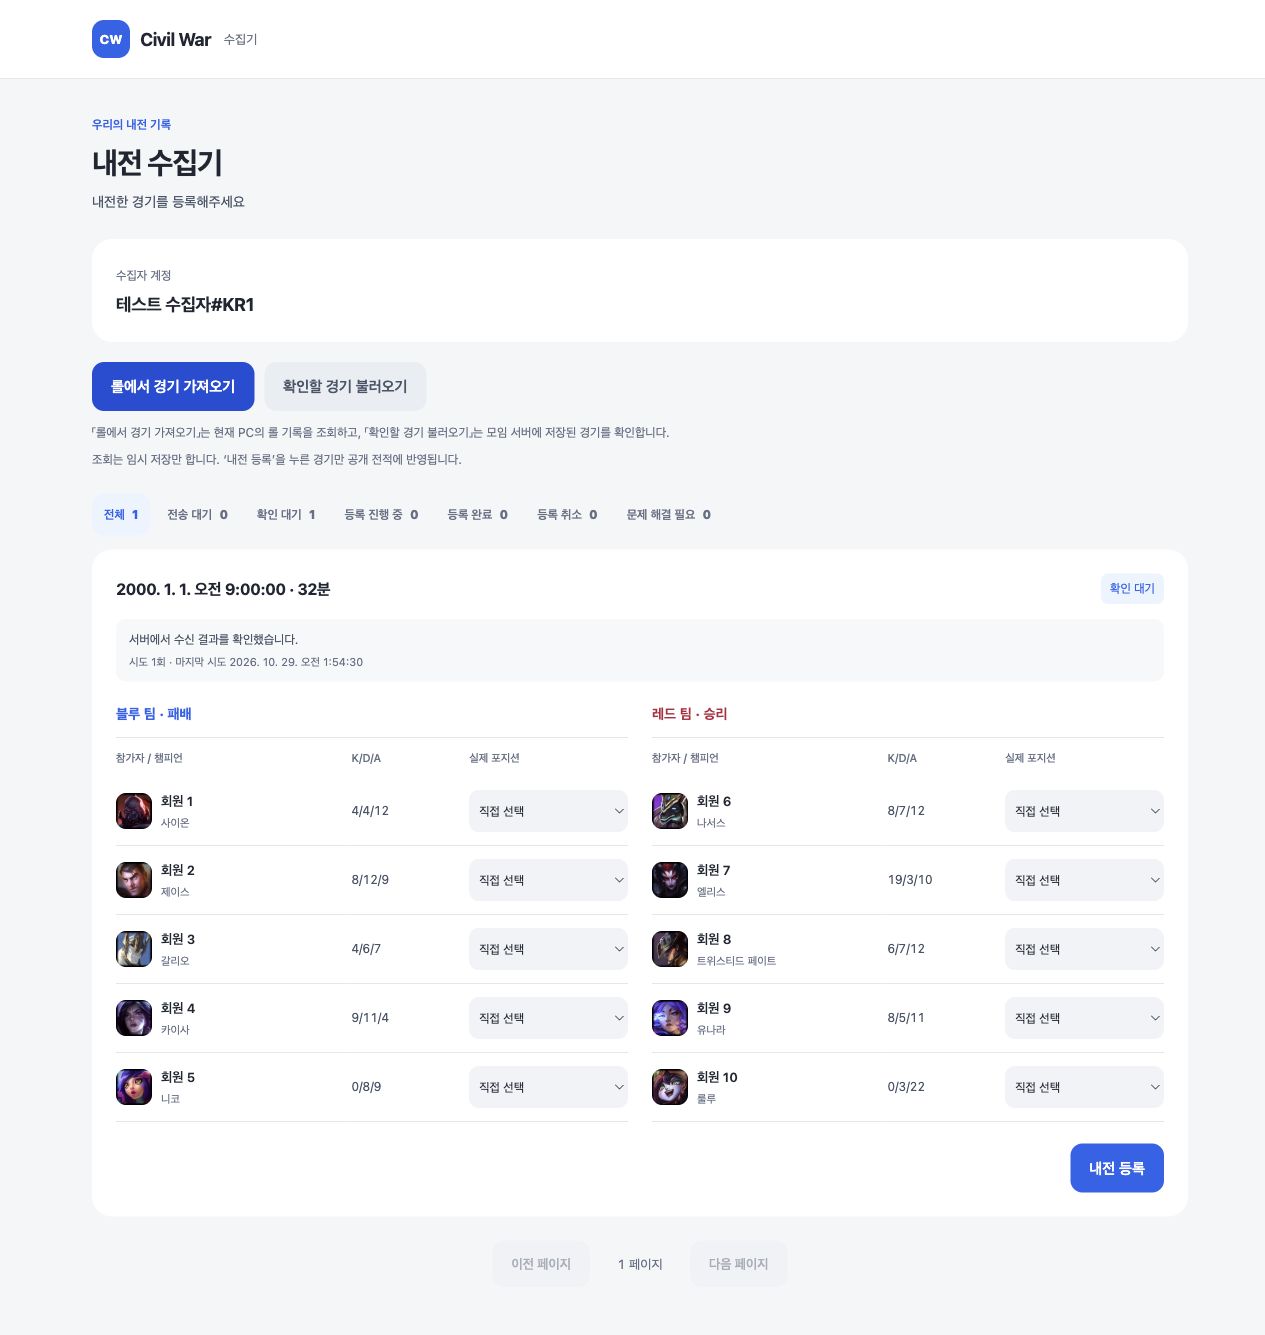 CW Civil War 수집기
우리의 내전 기록
내전 수집기
내전한 경기를 등록해주세요
수집자 계정
테스트 수집자#KR1
롤에서 경기 가져오기 확인할 경기 불러오기
「롤에서 경기 가져오기」는 현재 PC의 롤 기록을 조회하고, 「확인할 경기 불러오기」는 모임 서버에 저장된 경기를 확인합니다.
조회는 임시 저장만 합니다. '내전 등록'을 누른 경기만 공개 전적에 반영됩니다.
전체 1 전송 대기 0 확인 대기 1 등록 진행 중 0 등록 완료 0 등록 취소 0 문제 해결 필요 0
2000. 1. 1. 오전 9:00:00 · 32분 확인 대기
서버에서 수신 결과를 확인했습니다.
시도 1회 · 마지막 시도 2026. 10. 29. 오전 1:54:30
블루 팀 · 패배
참가자 / 챔피언 K/D/A 실제 포지션
회원 1 4/4/12 직접 선택
사이온
회원 2 8/12/9 직접 선택
제이스
회원 3 4/6/7 직접 선택
갈리오
회원 4 9/11/4 직접 선택
카이사
회원 5 0/8/9 직접 선택
니코
레드 팀 · 승리
참가자 / 챔피언 K/D/A 실제 포지션
회원 6 8/7/12 직접 선택
나서스
회원 7 19/3/10 직접 선택
엘리스
회원 8 6/7/12 직접 선택
트위스티드 페이트
회원 9 8/5/11 직접 선택
유나라
회원 10 0/3/22 직접 선택
룰루
내전 등록
이전 페이지 1 페이지 다음 페이지